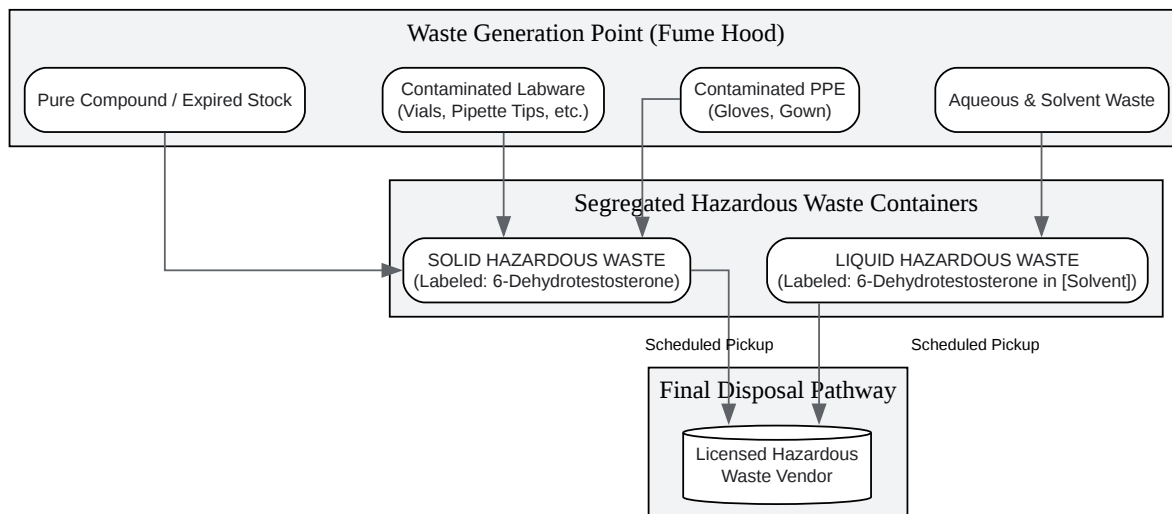 Waste Generation Point (Fume Hood)
Pure Compound / Expired Stock
Contaminated Labware
(Vials, Pipette Tips, etc.)
Contaminated PPE
(Gloves, Gown)
Aqueous & Solvent Waste
Segregated Hazardous Waste Containers
SOLID HAZARDOUS WASTE
(Labeled: 6-Dehydrotestosterone)
LIQUID HAZARDOUS WASTE
(Labeled: 6-Dehydrotestosterone in [Solvent])
Scheduled Pickup
Scheduled Pickup
Final Disposal Pathway
Licensed Hazardous
Waste Vendor